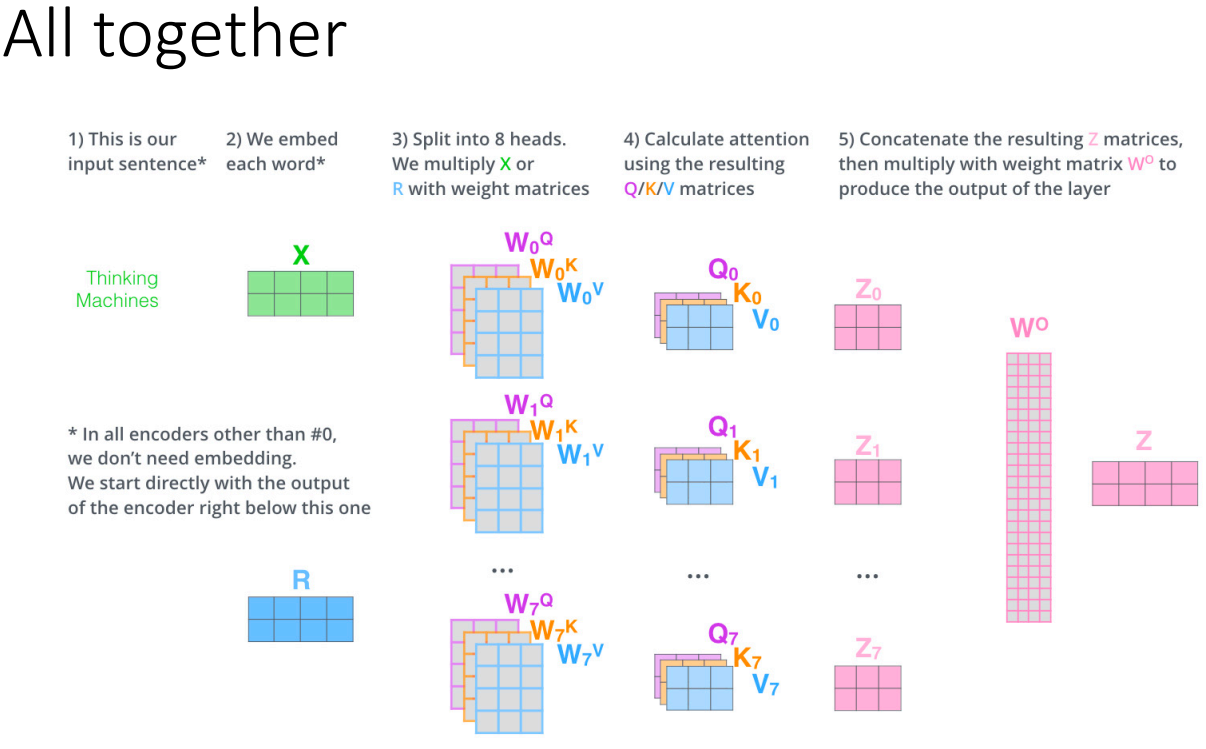 All together
1) This is our
input sentence*
2) We embed
each word*
3) Split into 8 heads.
We multiply X or
R with weight matrices
4) Calculate attention
using the resulting
Q/K/V matrices
5) Concatenate the resulting Z matrices,
then multiply with weight matrix Wᴼ to
produce the output of the layer
Thinking
Machines
X
W₀Q
W₀K
W₀V
Q₀
K₀
V₀
Z₀
* In all encoders other than #0,
we don’t need embedding.
We start directly with the output
of the encoder right below this one
W₁Q
W₁K
W₁V
Q₁
K₁
V₁
Z₁
Wᴼ
Z
...
...
...
R
W₇Q
W₇K
W₇V
Q₇
K₇
V₇
Z₇